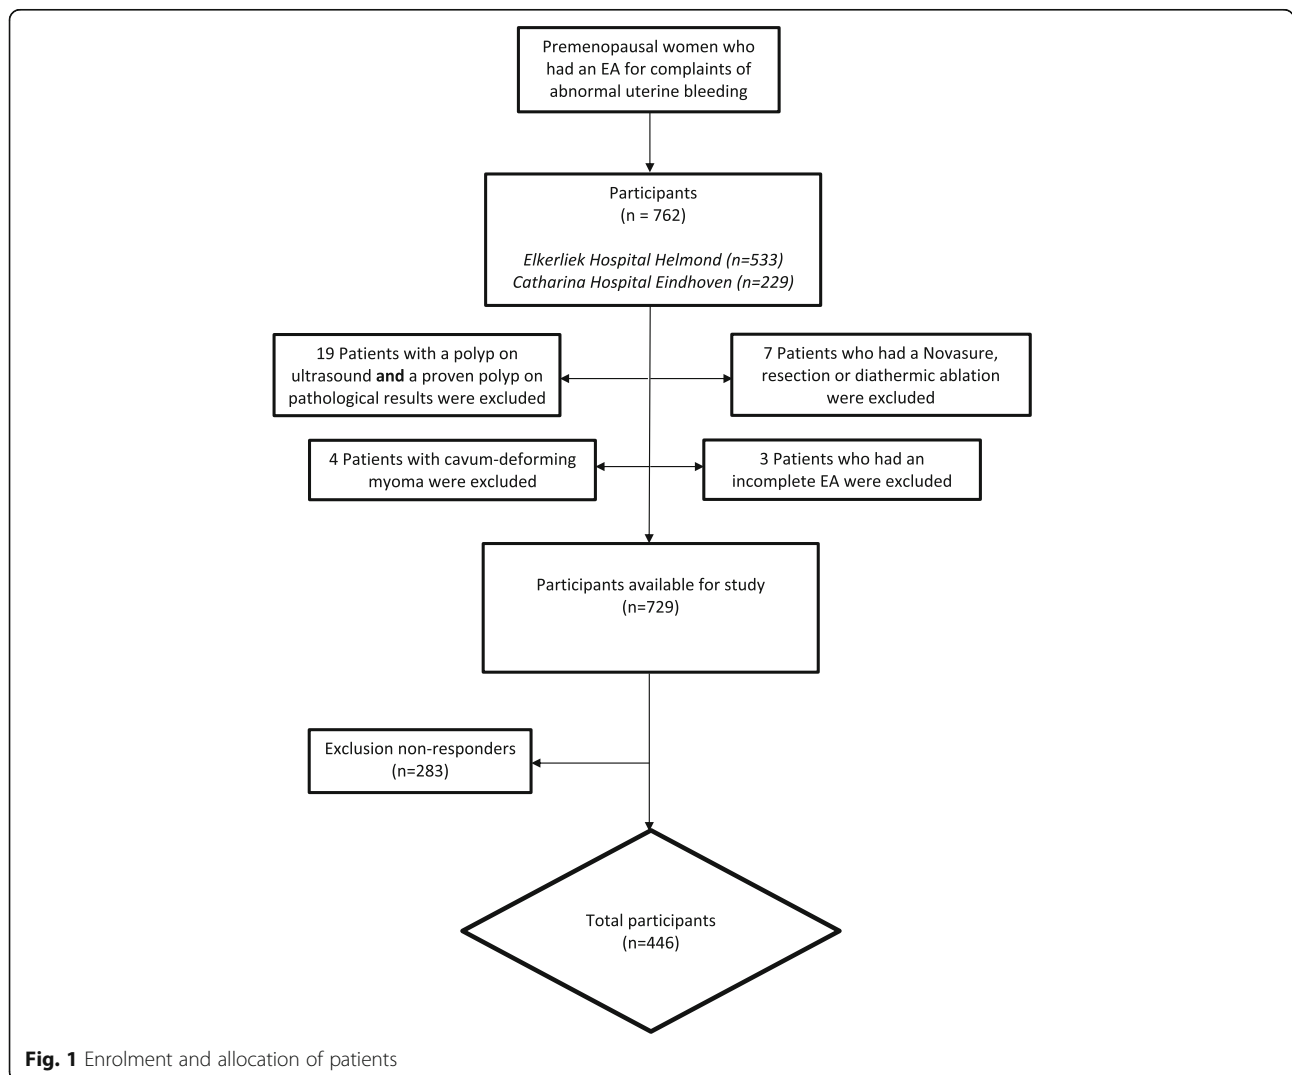 Premenopausal women who
had an EA for complaints of
abnormal uterine bleeding
Participants
(n = 762)
Elkerliek Hospital Helmond (n=533)
Catharina Hospital Eindhoven (n=229)
19 Patients with a polyp on
ultrasound and a proven polyp on
pathological results were excluded
7 Patients who had a Novasure,
resection or diathermic ablation
were excluded
4 Patients with cavum-deforming
myoma were excluded
3 Patients who had an
incomplete EA were excluded
Participants available for study
(n=729)
Exclusion non-responders
(n=283)
Total participants
(n=446)
Fig. 1 Enrolment and allocation of patients